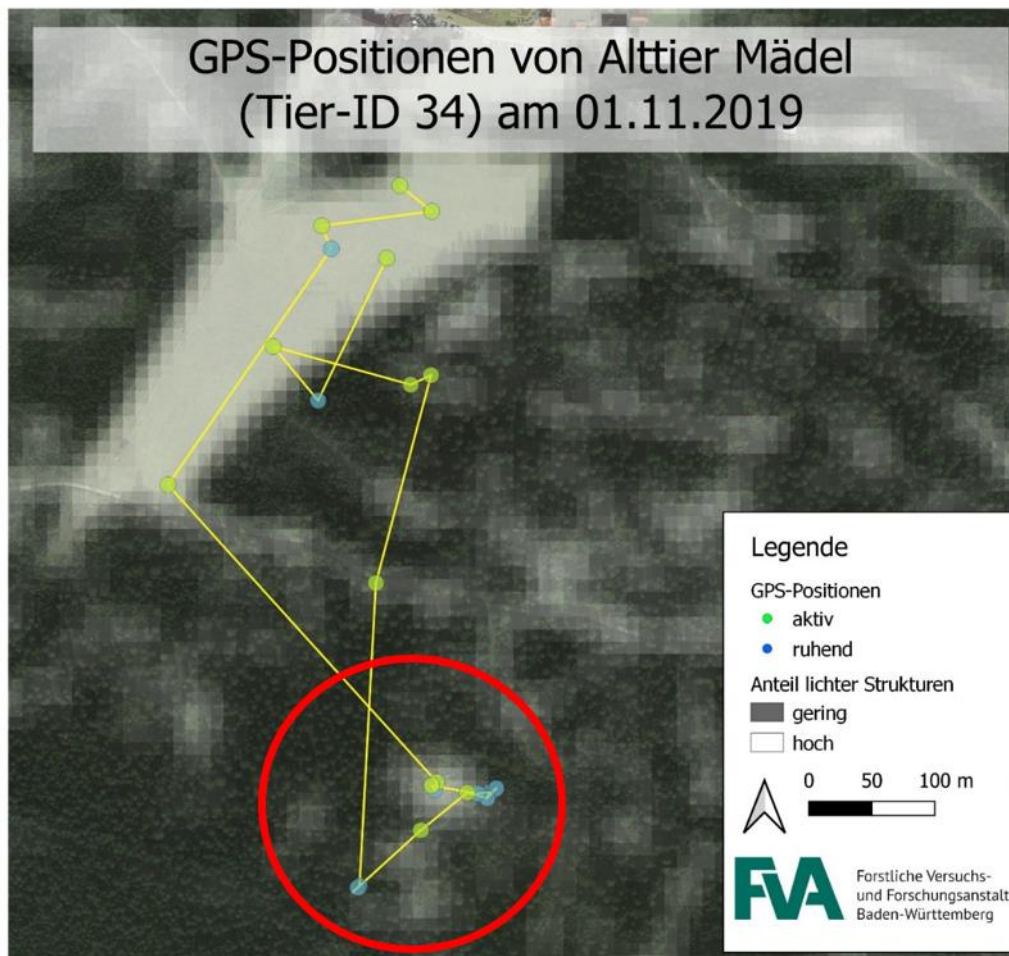 GPS-Positionen von Alttier Mädel
(Tier-ID 34) am 01.11.2019
Legende
GPS-Positionen
aktiv
ruhend
Anteil lichter Strukturen
gering
hoch
0 50 100 m
FVA
Forstliche Versuchs-
und Forschungsanstalt
Baden-Württemberg